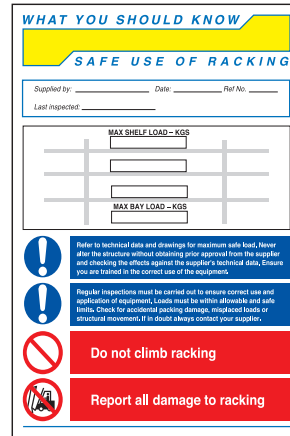 WHAT YOU SHOULD KNOW
SAFE USE OF RACKING
Supplied by: Date: Ref No.
Last inspected:
MAX SHELF LOAD – KGS
MAX BAY LOAD – KGS
Refer to technical data and drawings for maximum safe load, Never
alter the structure without obtaining prior approval from the supplier
and checking the effects against the supplier's technical data, Ensure
you are trained in the correct use of the equipment.
Regular inspections must be carried out to ensure correct use and
application of equipment, Loads must be within allowable and safe
limits. Check for accidental packing damage, misplaced loads or
structural movement. If in doubt always contact your supplier.
Do not climb racking
Report all damage to racking